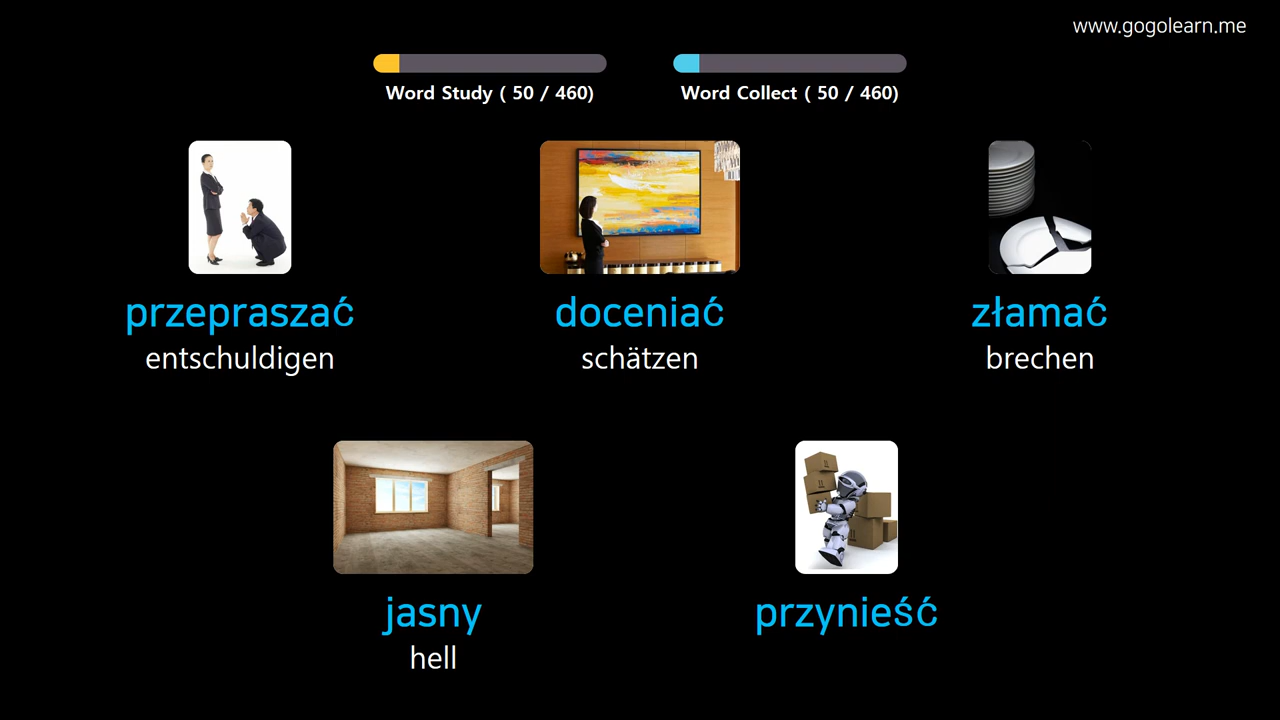 www.gogolearn.me
Word Study ( 50 / 460)
Word Collect ( 50 / 460)
przepraszać
entschuldigen
doceniać
schätzen
złamać
brechen
jasny
hell
przynieść